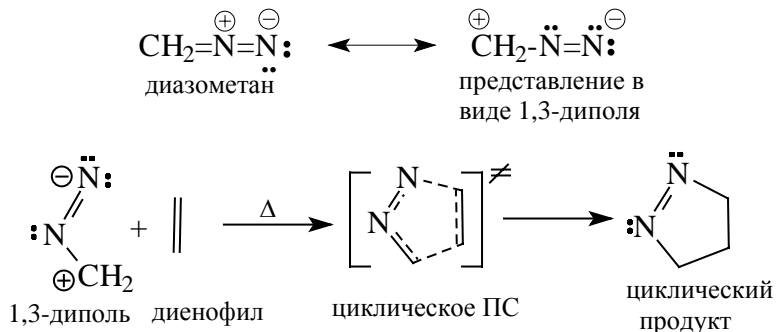 CH₂=N⊕=N⊖ ⟷ ⊕CH₂-N=N⊖
диазометан
представление в
виде 1,3-диполя
⊖N
N + Δ N N N
⊕CH₂ N
1,3-диполь диенофил циклическое ПС циклический
продукт